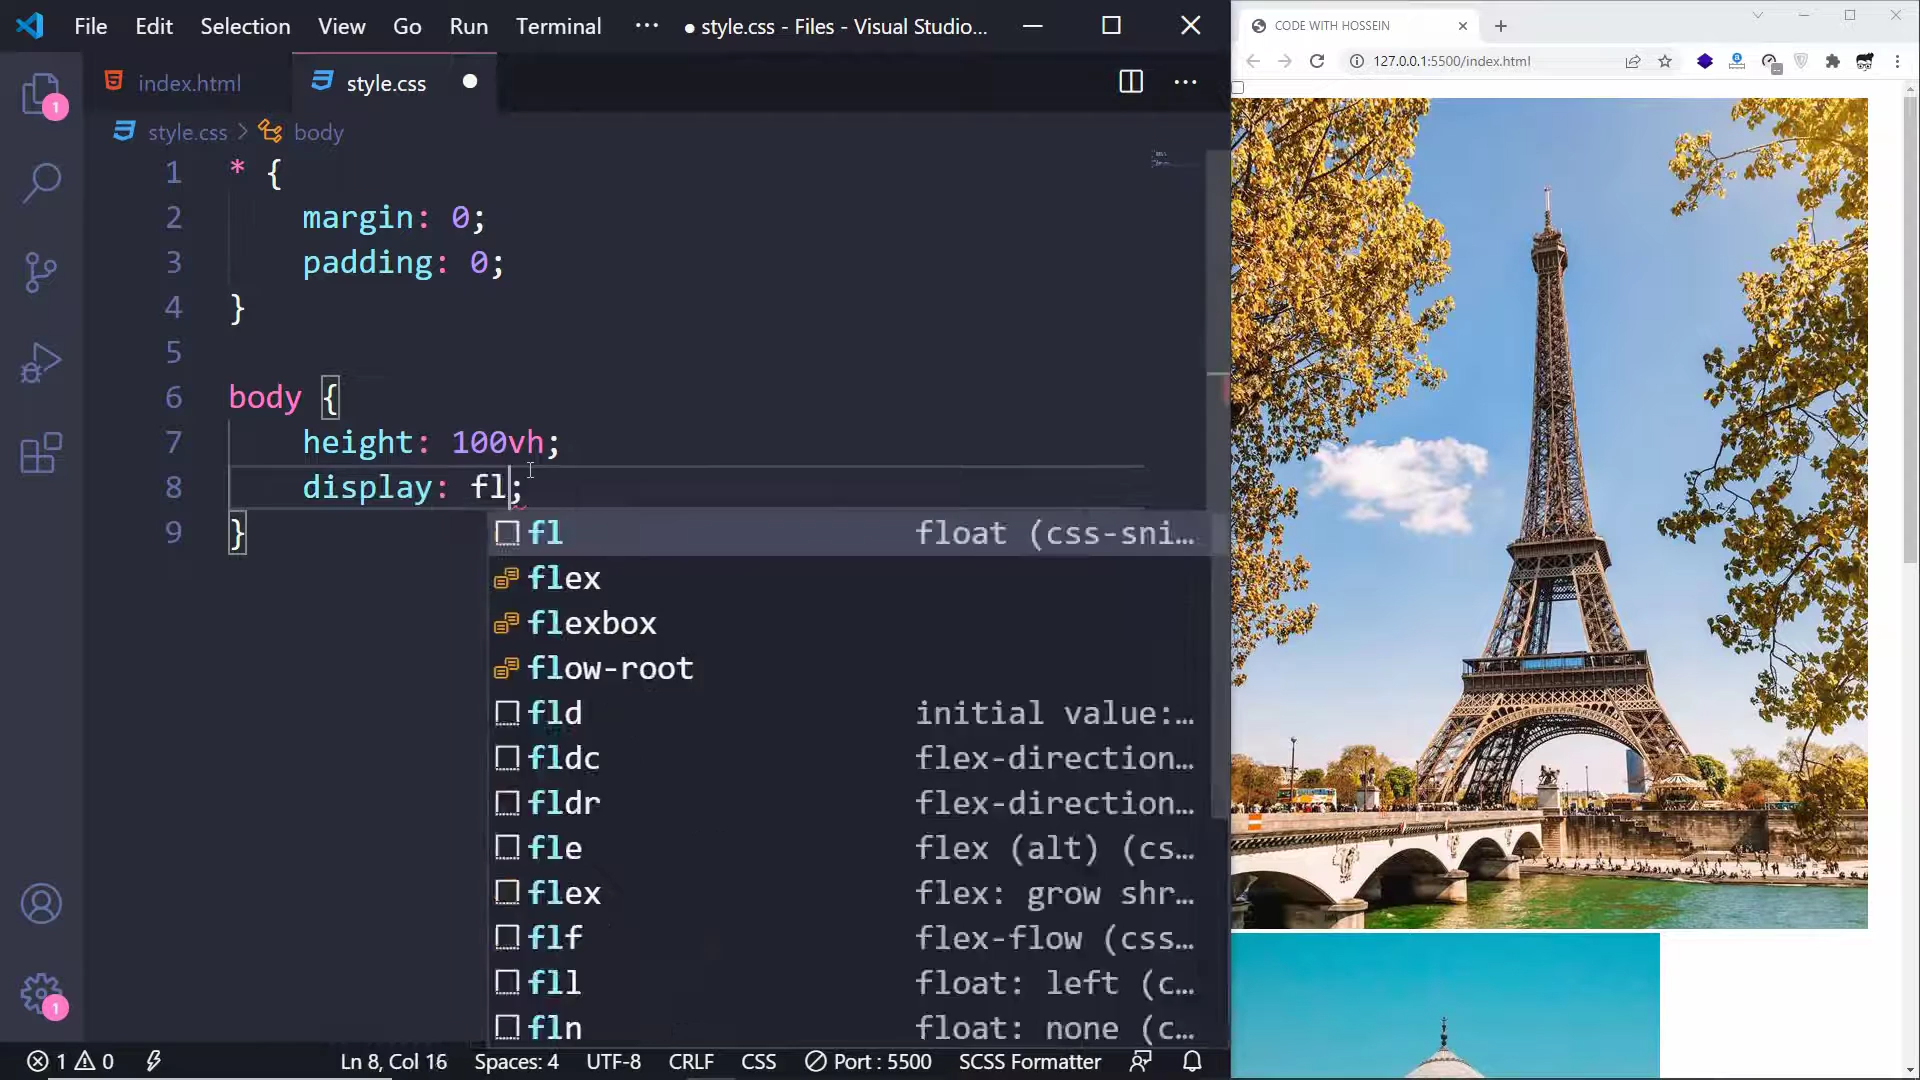 File Edit Selection View Go Run Terminal ··· ● style.css - Files - Visual Studio...
index.html style.css
style.css > body
1 * {
2 margin: 0;
3 padding: 0;
4 }
5
6 body {
7 height: 100vh;
8 display: fl;
9 }
fl float (css-sni...
flex
flexbox
flow-root
fld initial value:...
fldc flex-direction...
fldr flex-direction...
fle flex (alt) (cs...
flex flex: grow shr...
flf flex-flow (css...
fll float: left (c...
fln float: none (c...
1
1
1 0 Ln 8, Col 16 Spaces: 4 UTF-8 CRLF CSS Port : 5500 SCSS Formatter
CODE WITH HOSSEIN
127.0.0.1:5500/index.html